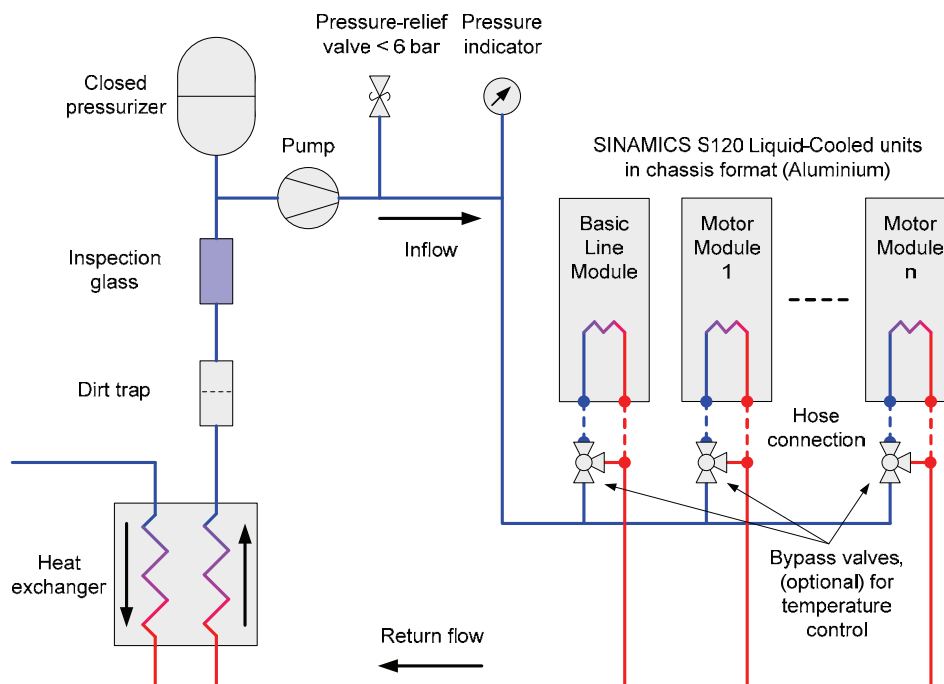 Pressure-relief
valve < 6 bar
Pressure
indicator
Closed
pressurizer
Pump
SINAMICS S120 Liquid-Cooled units
in chassis format (Aluminium)
Inflow
Basic
Line
Module
Motor
Module
1
Motor
Module
n
Inspection
glass
Dirt trap
Hose
connection
Heat
exchanger
Bypass valves,
(optional) for
temperature
control
Return flow